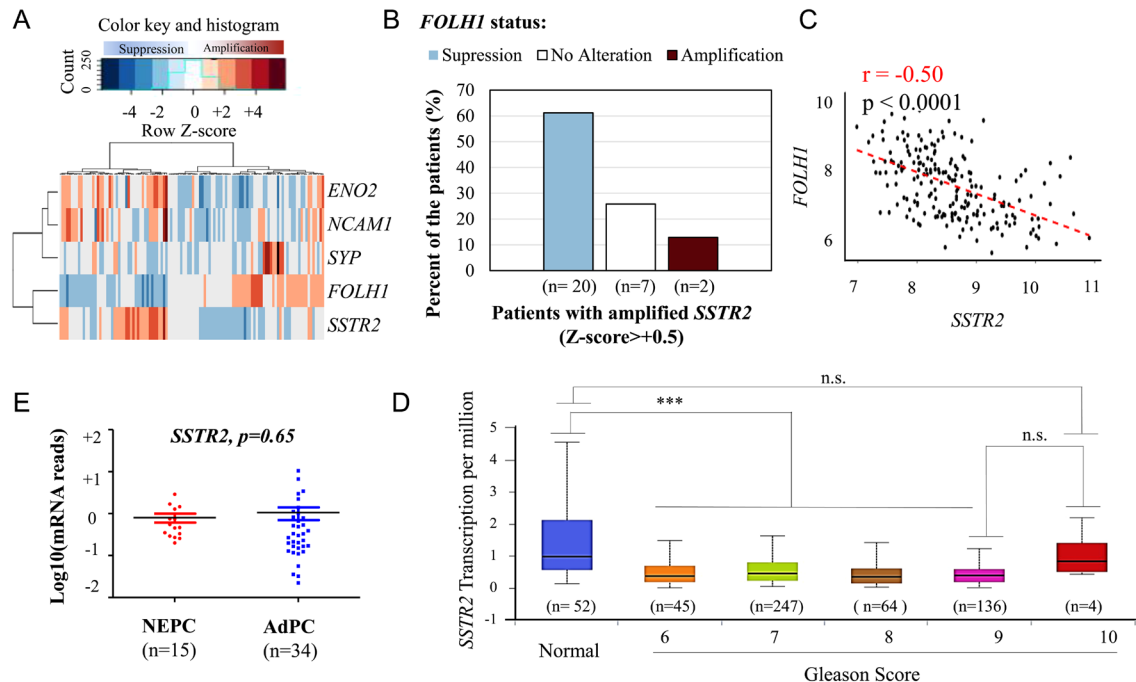 A
Color key and histogram
Suppression
Amplification
Count
0
250
-4 -2 0 +2 +4
Row Z-score
ENO2
NCAM1
SYP
FOLH1
SSTR2
B
FOLH1 status:
Supression
No Alteration
Amplification
Percent of the patients (%)
70
60
50
40
30
20
10
0
(n= 20)
(n=7)
(n=2)
Patients with amplified SSTR2
(Z-score>+0.5)
C
r = -0.50
p < 0.0001
FOLH1
10
8
6
7 8 9 10 11
SSTR2
E
SSTR2, p=0.65
Log10(mRNA reads)
+2
+1
0
-1
-2
NEPC
(n=15)
AdPC
(n=34)
D
n.s.
***
n.s.
SSTR2 Transcription per million
5
4
3
2
1
0
-1
(n= 52)
(n=45)
(n=247)
( n=64 )
(n=136)
(n=4)
Normal
6 7 8 9 10
Gleason Score